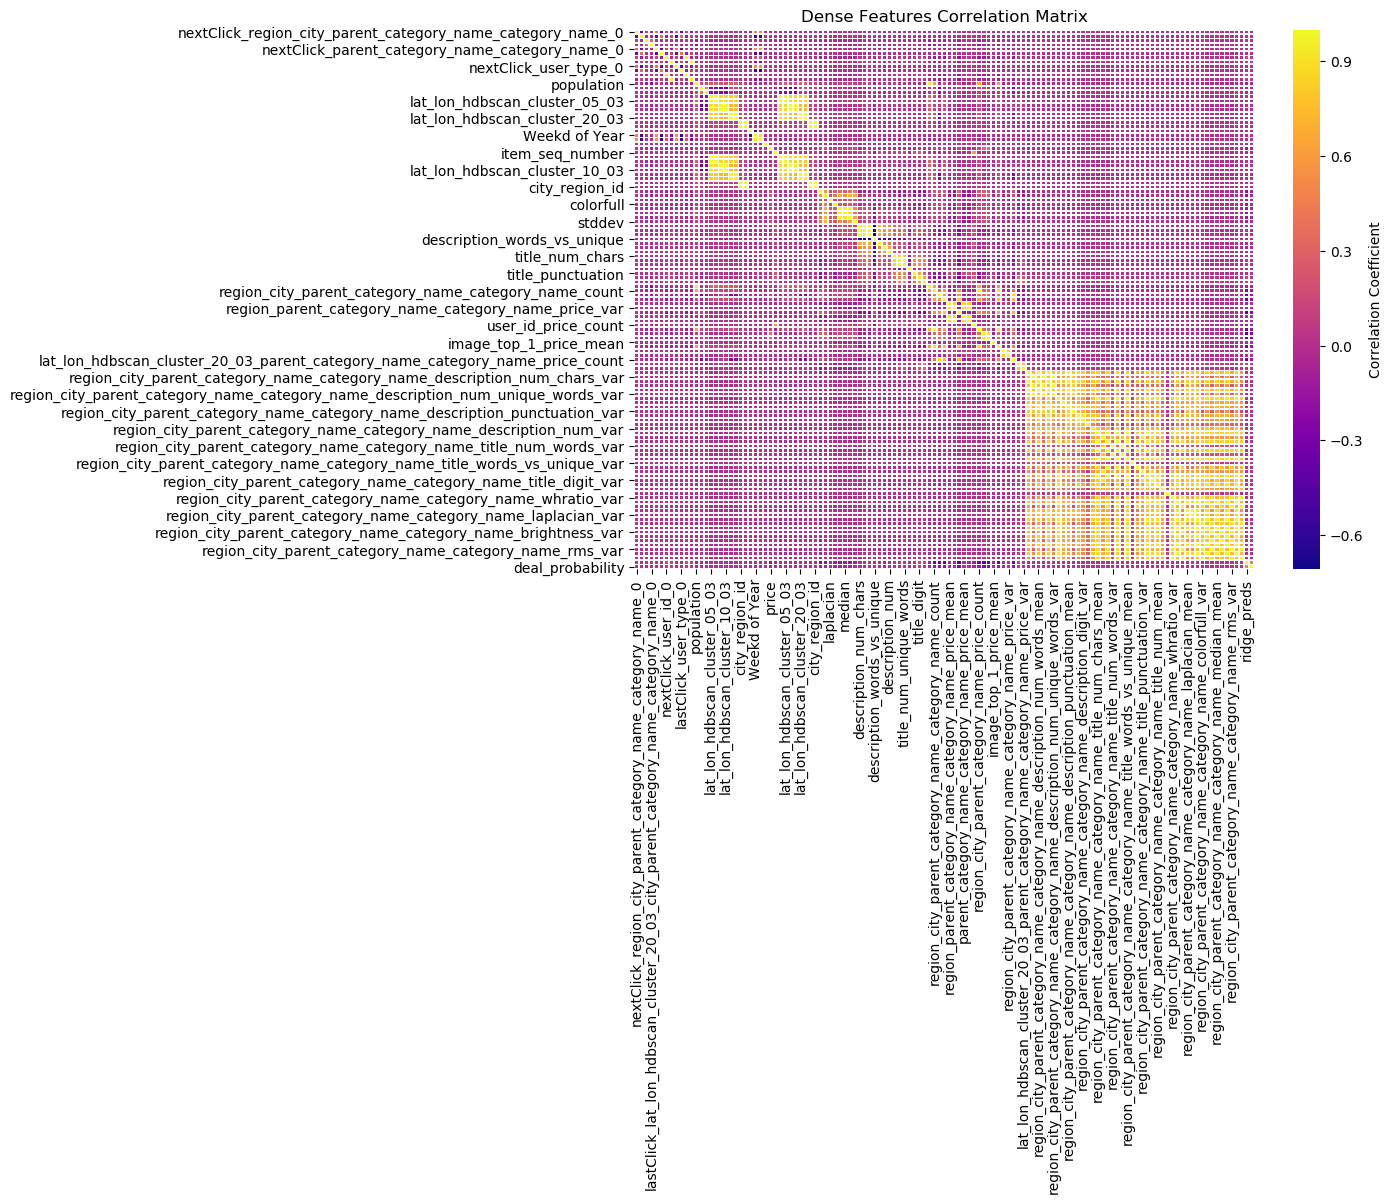 Dense Features Correlation Matrix
nextClick_region_city_parent_category_name_category_name_0
nextClick_parent_category_name_category_name_0
nextClick_user_type_0
population
lat_lon_hdbscan_cluster_05_03
lat_lon_hdbscan_cluster_20_03
Weekd of Year
item_seq_number
lat_lon_hdbscan_cluster_10_03
city_region_id
colorfull
stddev
description_words_vs_unique
title_num_chars
title_punctuation
region_city_parent_category_name_category_name_count
region_parent_category_name_category_name_price_var
user_id_price_count
image_top_1_price_mean
lat_lon_hdbscan_cluster_20_03_parent_category_name_category_name_price_count
region_city_parent_category_name_category_name_description_num_chars_var
region_city_parent_category_name_category_name_description_num_unique_words_var
region_city_parent_category_name_category_name_description_punctuation_var
region_city_parent_category_name_category_name_description_num_var
region_city_parent_category_name_category_name_title_num_words_var
region_city_parent_category_name_category_name_title_words_vs_unique_var
region_city_parent_category_name_category_name_title_digit_var
region_city_parent_category_name_category_name_whratio_var
region_city_parent_category_name_category_name_laplacian_var
region_city_parent_category_name_category_name_brightness_var
region_city_parent_category_name_category_name_rms_var
deal_probability
nextClick_region_city_parent_category_name_category_name_0
lastClick_lat_lon_hdbscan_cluster_20_03_city_parent_category_name_category_name_0
nextClick_user_id_0
lastClick_user_type_0
population
lat_lon_hdbscan_cluster_05_03
lat_lon_hdbscan_cluster_10_03
city_region_id
Weekd of Year
price
lat_lon_hdbscan_cluster_05_03
lat_lon_hdbscan_cluster_20_03
city_region_id
laplacian
median
description_num_chars
description_words_vs_unique
description_num
title_num_unique_words
title_digit
region_city_parent_category_name_category_name_count
region_parent_category_name_category_name_price_mean
parent_category_name_category_name_price_mean
region_city_parent_category_name_price_count
image_top_1_price_mean
region_city_parent_category_name_category_name_price_var
lat_lon_hdbscan_cluster_20_03_parent_category_name_category_name_price_var
region_city_parent_category_name_category_name_description_num_words_mean
region_city_parent_category_name_category_name_description_num_unique_words_var
region_city_parent_category_name_category_name_description_punctuation_mean
region_city_parent_category_name_category_name_description_digit_var
region_city_parent_category_name_category_name_title_num_chars_mean
region_city_parent_category_name_category_name_title_num_words_var
region_city_parent_category_name_category_name_title_words_vs_unique_mean
region_city_parent_category_name_category_name_title_punctuation_var
region_city_parent_category_name_category_name_title_num_mean
region_city_parent_category_name_category_name_whratio_var
region_city_parent_category_name_category_name_laplacian_mean
region_city_parent_category_name_category_name_colorfull_var
region_city_parent_category_name_category_name_median_mean
region_city_parent_category_name_category_name_rms_var
ridge_preds
0.9
0.6
0.3
0.0
−0.3
−0.6
Correlation Coefficient